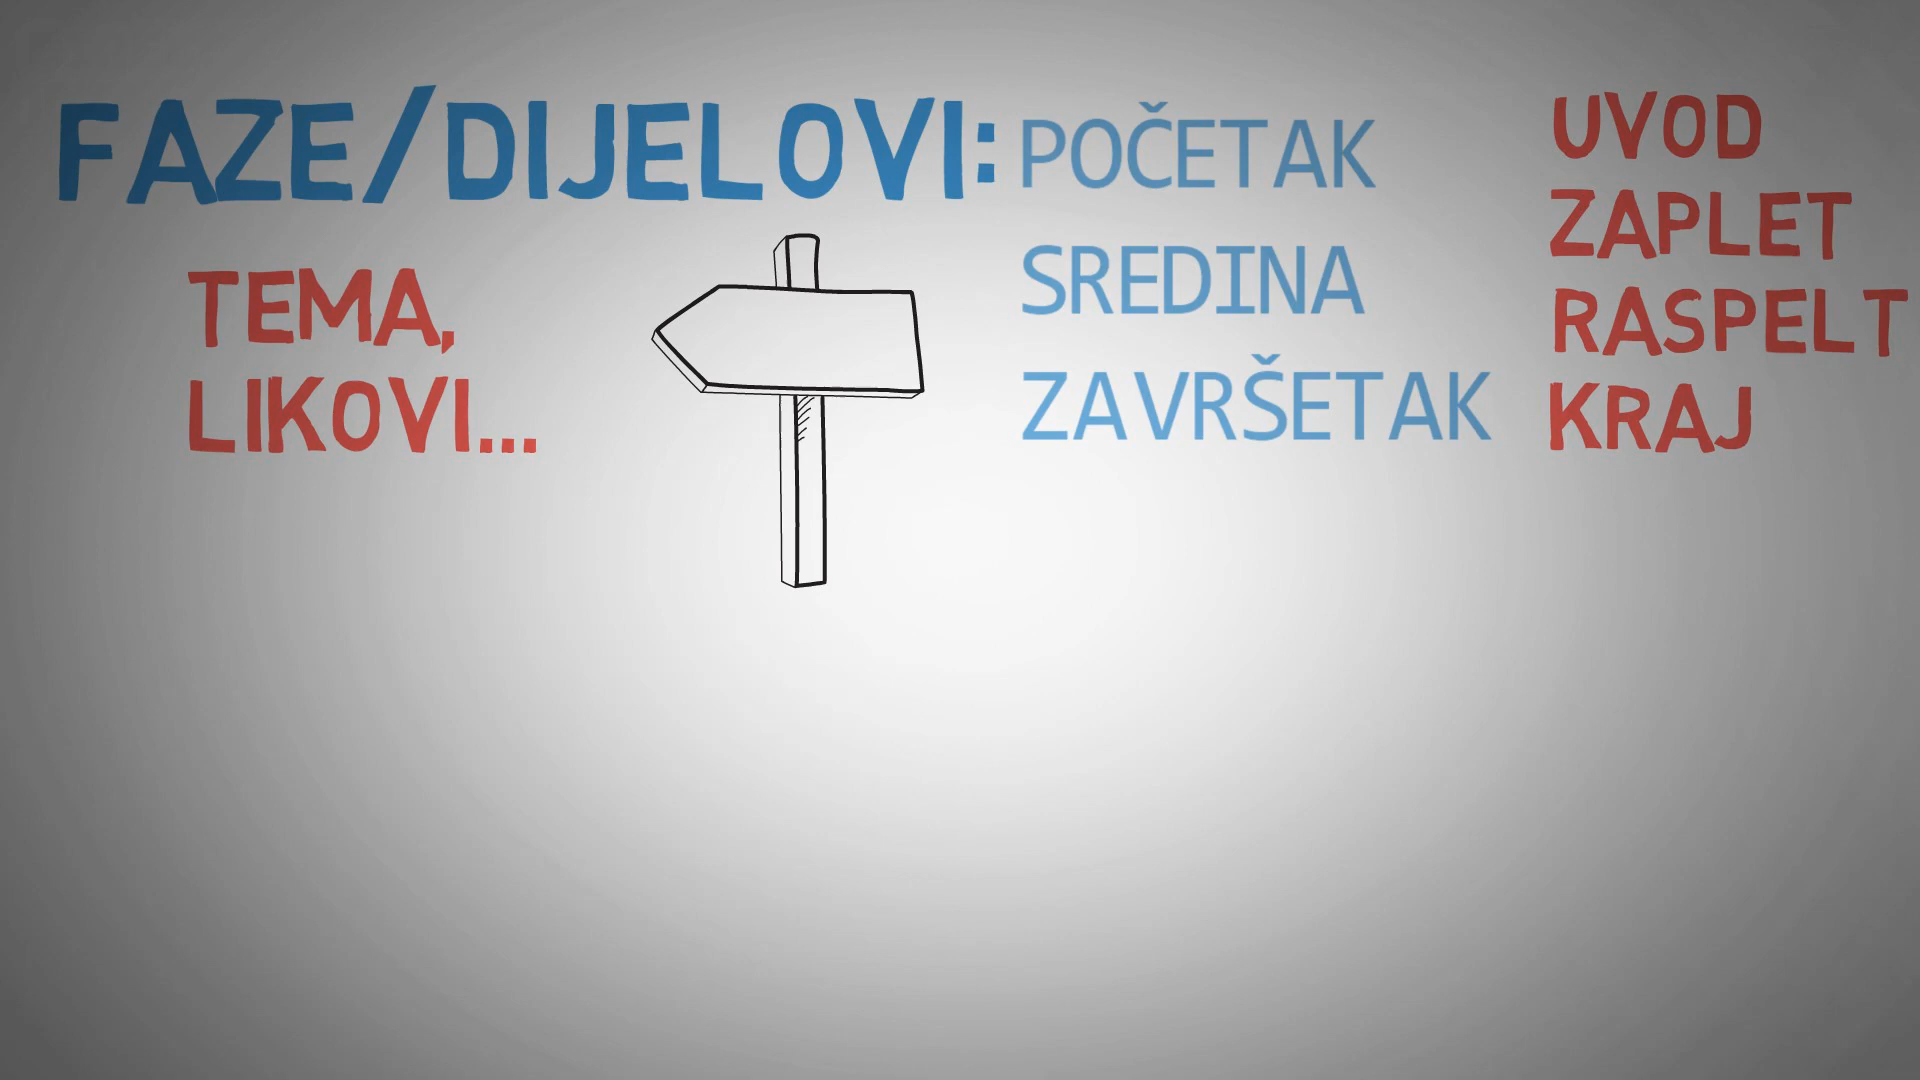 FAZE/DIJELOVI:
TEMA,
LIKOVI...
POČETAK
SREDINA
ZAVRŠETAK
UVOD
ZAPLET
RASPELT
KRAJ